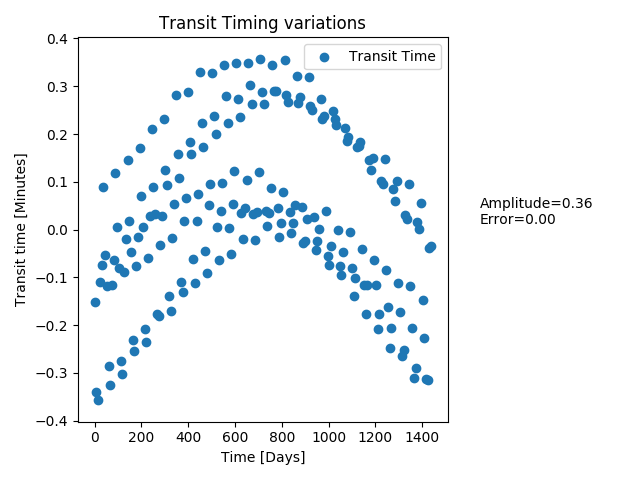 Transit Timing variations
Transit Time
Transit time [Minutes]
0.4
0.3
0.2
0.1
0.0
−0.1
−0.2
−0.3
−0.4
0 200 400 600 800 1000 1200 1400
Time [Days]
Amplitude=0.36
Error=0.00